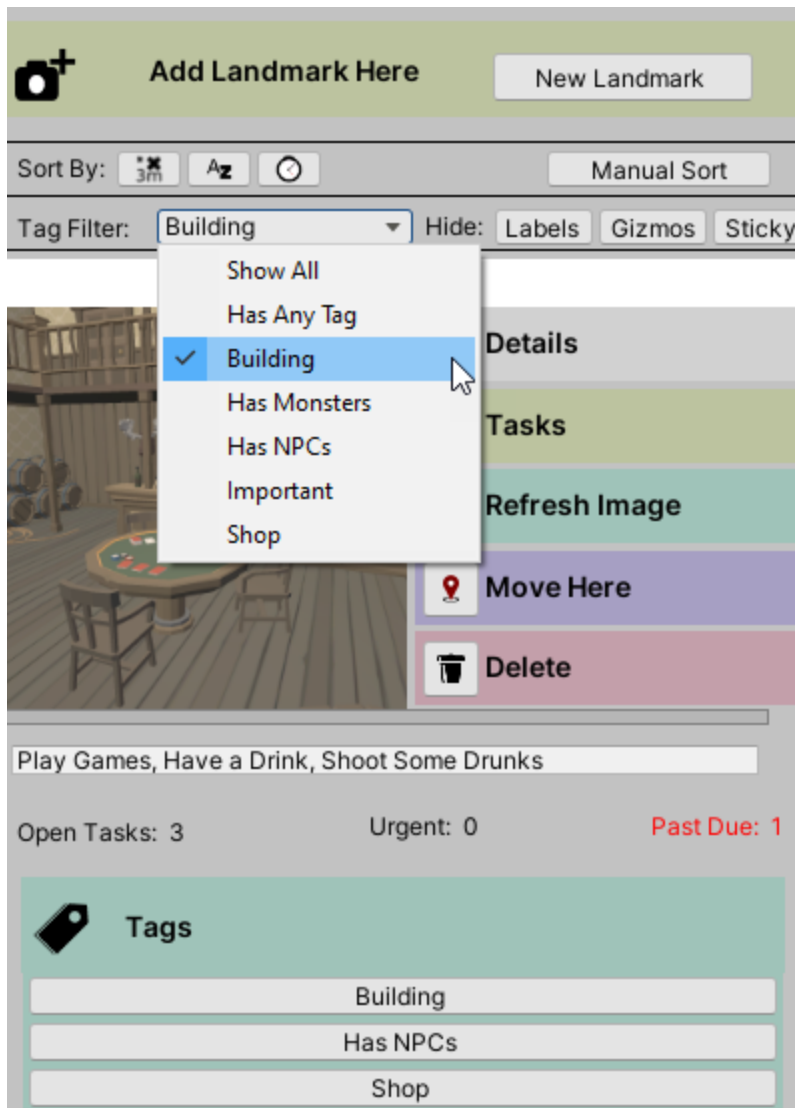 Add Landmark Here
New Landmark
Sort By:
3m
AZ
Manual Sort
Tag Filter:
Building
Hide:
Labels
Gizmos
Sticky
Show All
Has Any Tag
Building
Has Monsters
Has NPCs
Important
Shop
Details
Tasks
Refresh Image
Move Here
Delete
Play Games, Have a Drink, Shoot Some Drunks
Open Tasks: 3
Urgent: 0
Past Due: 1
Tags
Building
Has NPCs
Shop